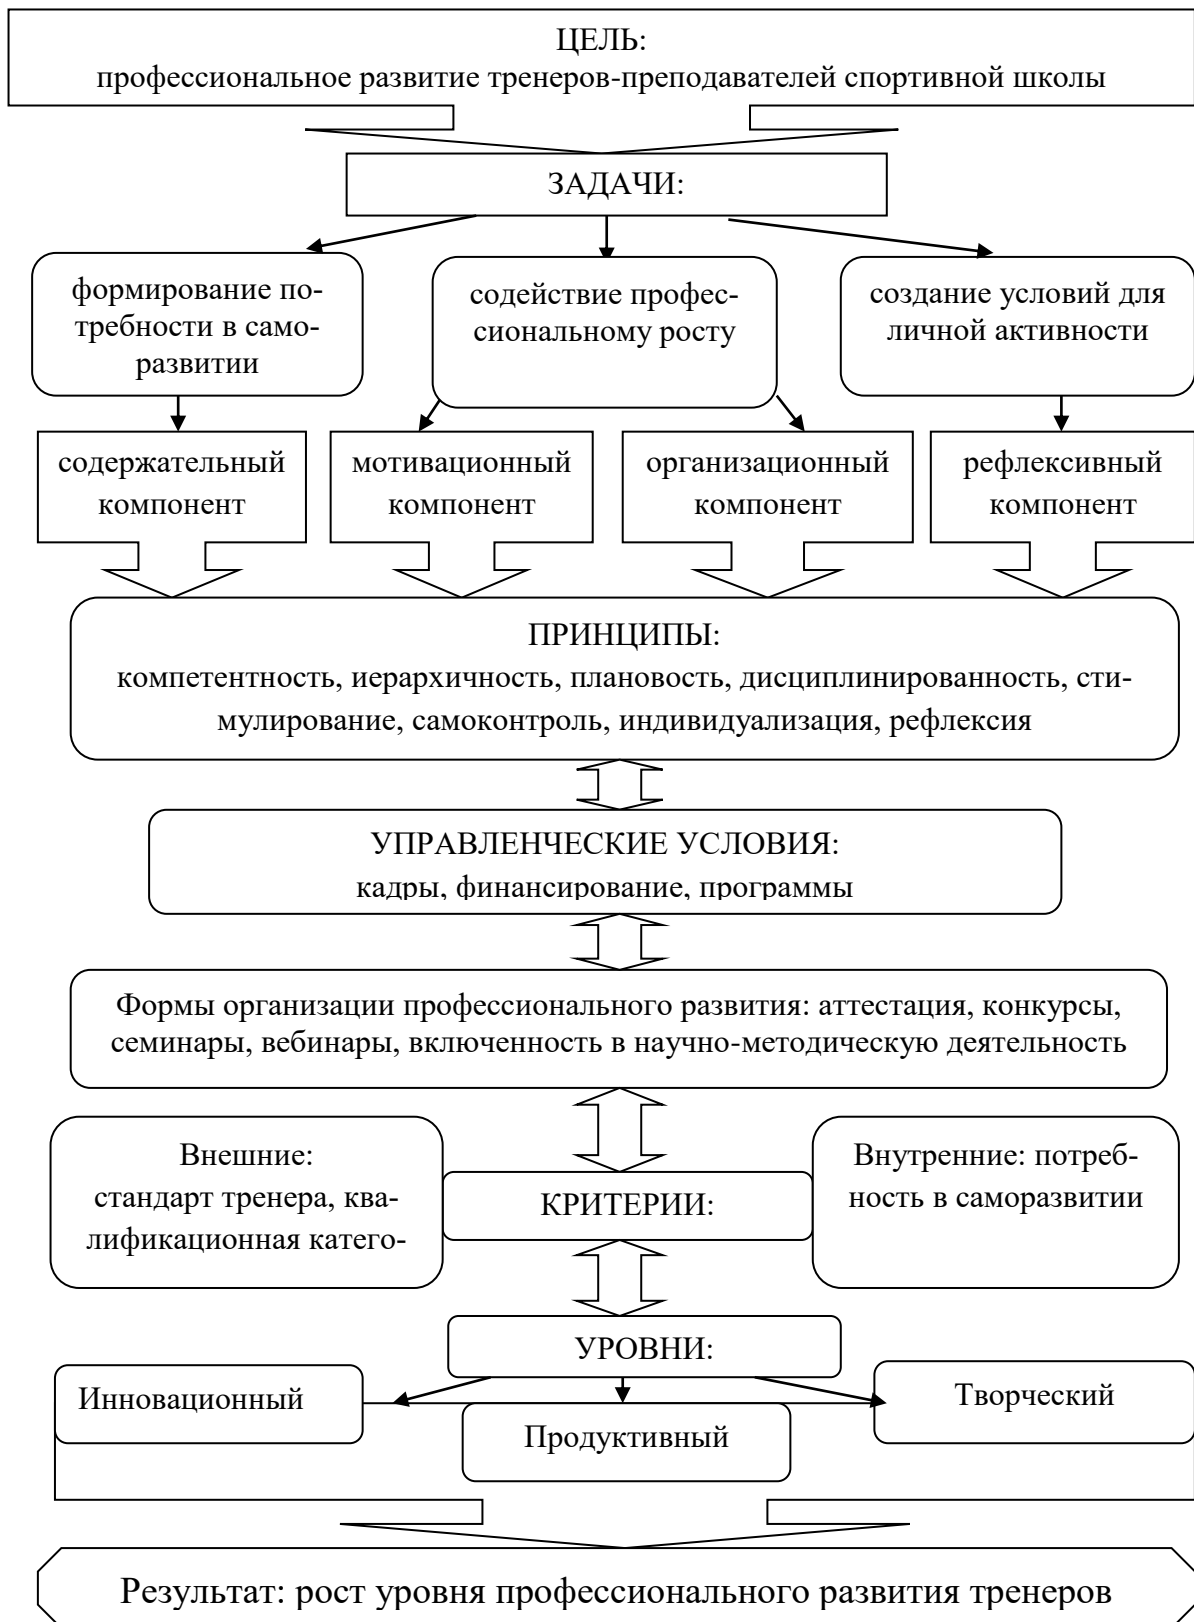 ЦЕЛЬ:
профессиональное развитие тренеров-преподавателей спортивной школы
ЗАДАЧИ:
формирование по-
требности в само-
развитии
содействие профес-
сиональному росту
создание условий для
личной активности
содержательный
компонент
мотивационный
компонент
организационный
компонент
рефлексивный
компонент
ПРИНЦИПЫ:
компетентность, иерархичность, плановость, дисциплинированность, сти-
мулирование, самоконтроль, индивидуализация, рефлексия
УПРАВЛЕНЧЕСКИЕ УСЛОВИЯ:
кадры, финансирование, программы
Формы организации профессионального развития: аттестация, конкурсы,
семинары, вебинары, включенность в научно-методическую деятельность
Внешние:
стандарт тренера, ква-
лификационная катего-
КРИТЕРИИ:
Внутренние: потреб-
ность в саморазвитии
УРОВНИ:
Инновационный
Продуктивный
Творческий
Результат: рост уровня профессионального развития тренеров